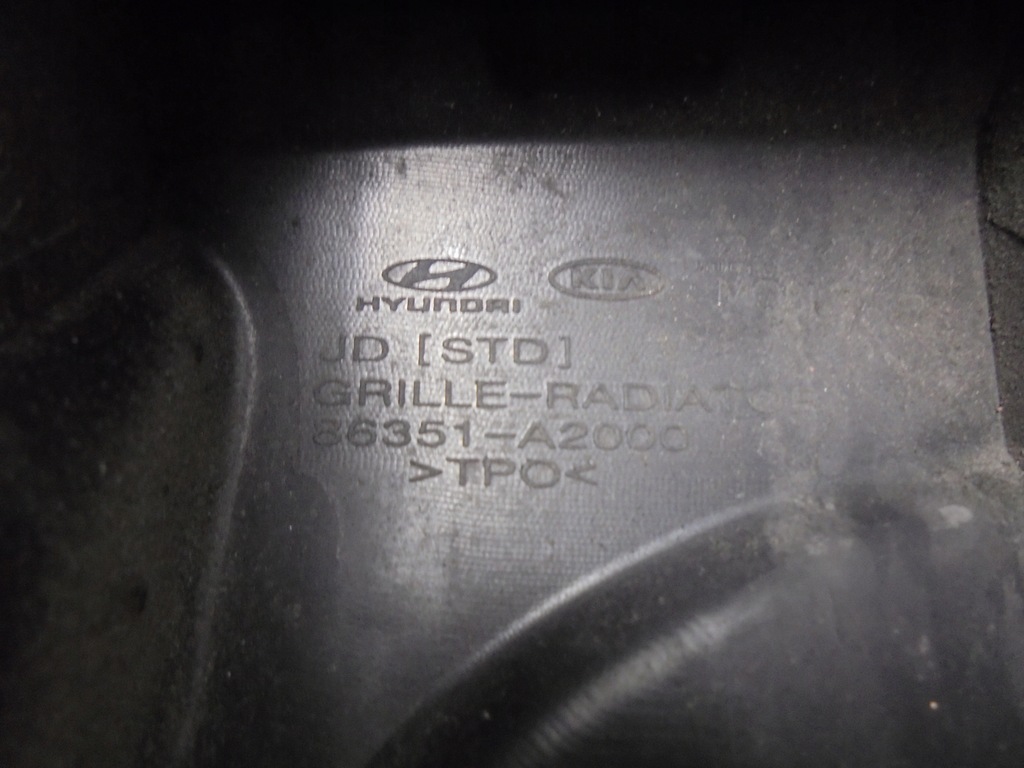 HYUNDAI KIA
JD [STD]
GRILLE-RADIATOR
86351-A2000
>TPO<